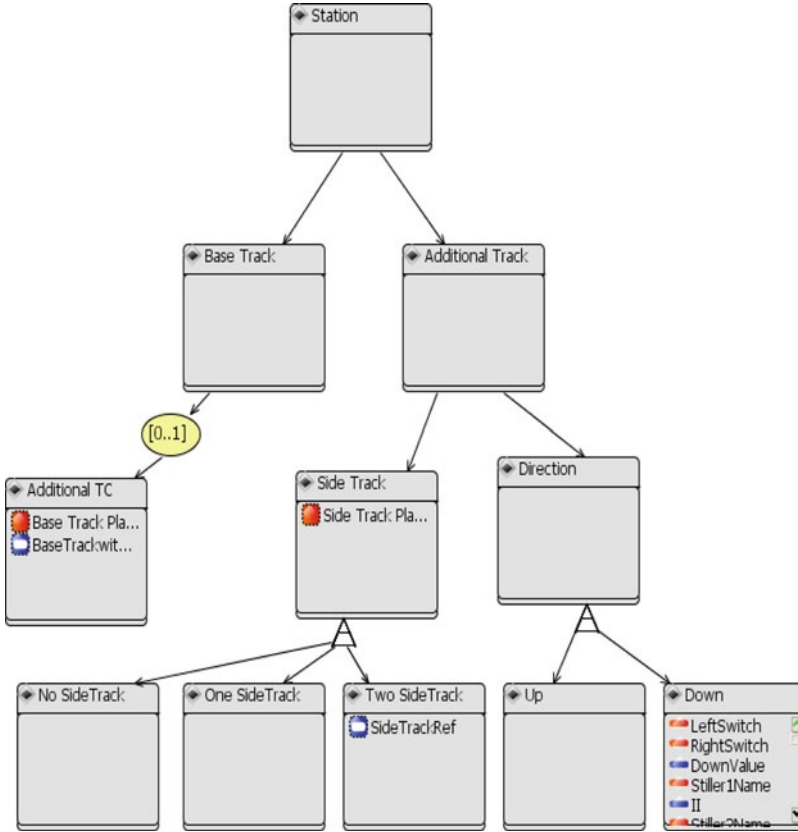 Station
Base Track
Additional Track
[0..1]
Additional TC
Base Track Pla...
BaseTrackwit...
Side Track
Side Track Pla...
Direction
No SideTrack
One SideTrack
Two SideTrack
SideTrackRef
Up
Down
LeftSwitch
RightSwitch
DownValue
Stiller1Name
II
Stiller2Name